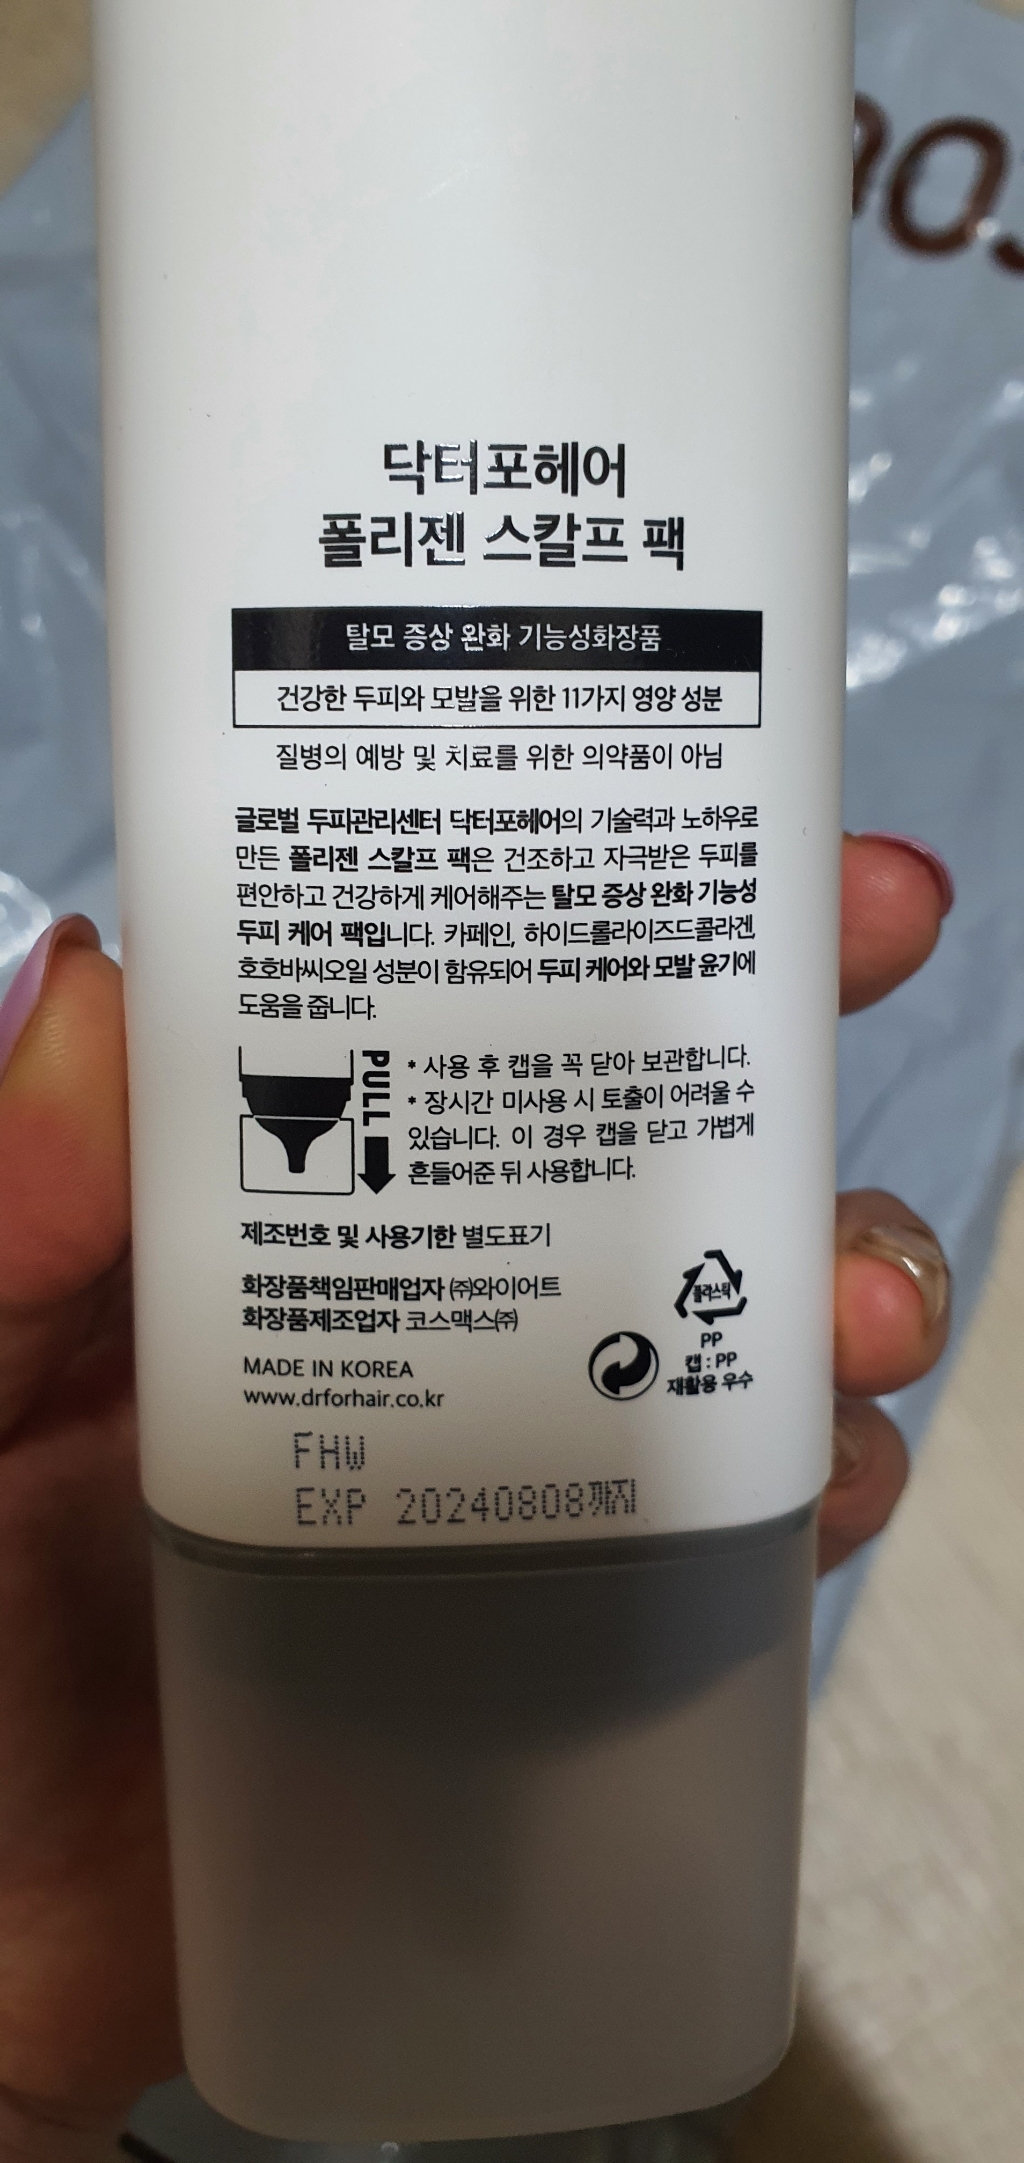 닥터포헤어
폴리젠 스칼프 팩
탈모 증상 완화 기능성화장품
건강한 두피와 모발을 위한 11가지 영양 성분
질병의 예방 및 치료를 위한 의약품이 아님
글로벌 두피관리센터 닥터포헤어의 기술력과 노하우로
만든 폴리젠 스칼프 팩은 건조하고 자극받은 두피를
편안하고 건강하게 케어해주는 탈모 증상 완화 기능성
두피 케어 팩입니다. 카페인, 하이드롤라이즈드콜라겐,
호호바씨오일 성분이 함유되어 두피 케어와 모발 윤기에
도움을 줍니다.
PULL
* 사용 후 캡을 꼭 닫아 보관합니다.
* 장시간 미사용 시 토출이 어려울 수
있습니다. 이 경우 캡을 닫고 가볍게
흔들어준 뒤 사용합니다.
제조번호 및 사용기한 별도표기
화장품책임판매업자 ㈜와이어트
화장품제조업자 코스맥스㈜
MADE IN KOREA
www.drforhair.co.kr
플라스틱
PP
캡 : PP
재활용 우수
FHW
EXP 20240808까지